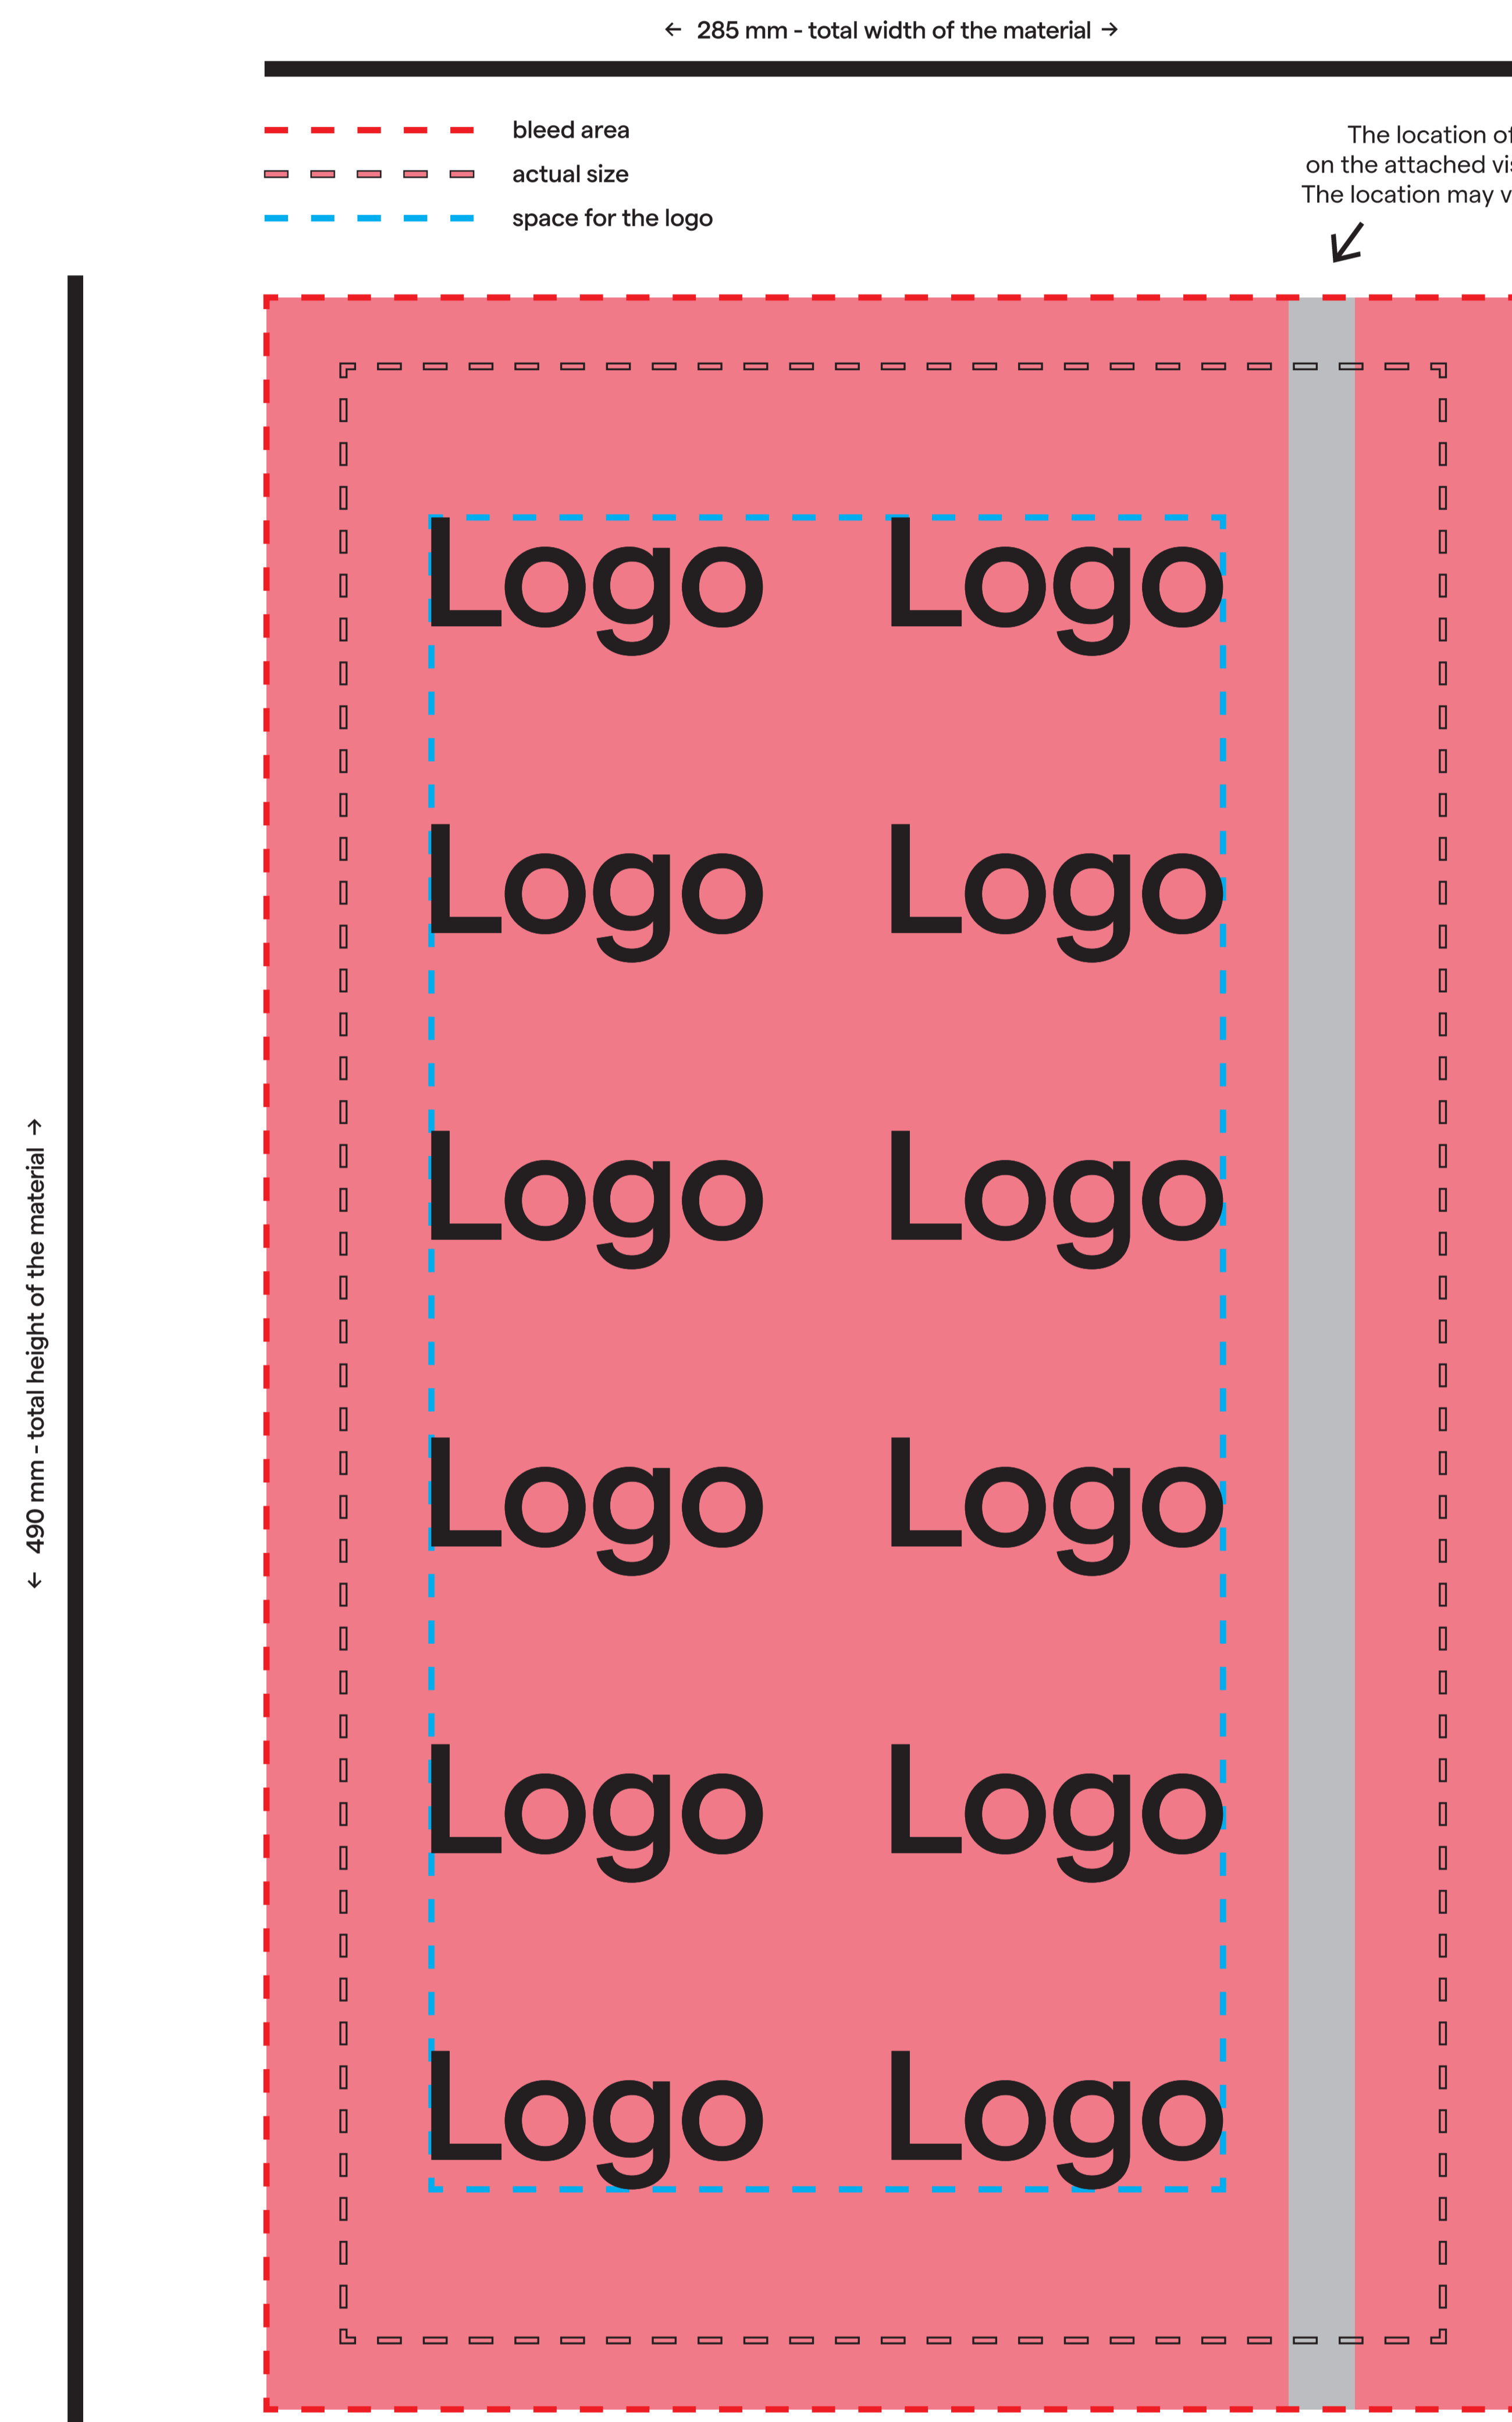 ← 285 mm - total width of the material →
bleed area
actual size
space for the logo
The location of
on the attached
The location may
← 490 mm - total height of the material →
Logo Logo
Logo Logo
Logo Logo
Logo Logo
Logo Logo
Logo Logo